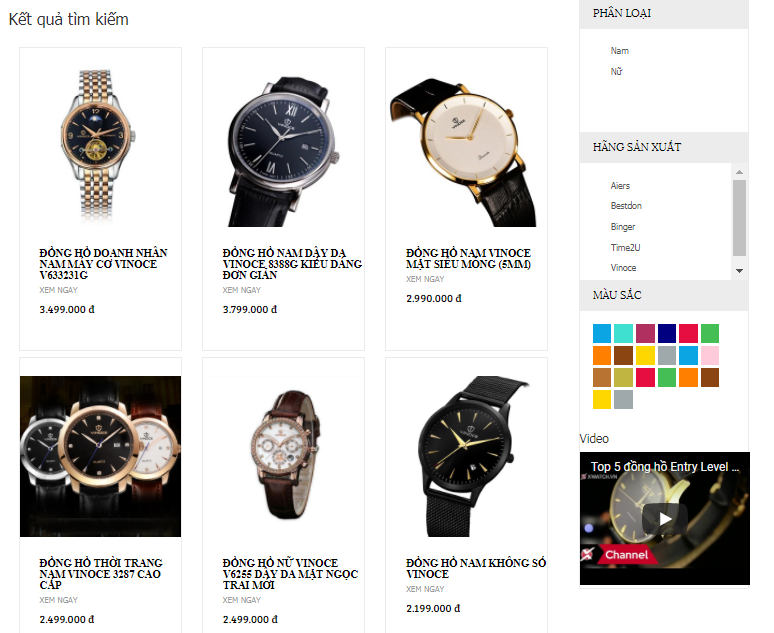 Kết quả tìm kiếm
ĐỒNG HỒ DOANH NHÂN
NAM MÁY CƠ VINOCE
V633231G
XEM NGAY
3.499.000 đ
ĐỒNG HỒ NAM DÂY DA
VINOCE 8388G KIỂU DÁNG
ĐƠN GIẢN
XEM NGAY
3.799.000 đ
ĐỒNG HỒ NAM VINOCE
MẶT SIÊU MỎNG (5MM)
XEM NGAY
2.990.000 đ
ĐỒNG HỒ THỜI TRANG
NAM VINOCE 3287 CAO
CẤP
XEM NGAY
2.499.000 đ
ĐỒNG HỒ NỮ VINOCE
V6255 DÂY DA MẶT NGỌC
TRAI MỚI
XEM NGAY
2.499.000 đ
ĐỒNG HỒ NAM KHÔNG SỐ
VINOCE
XEM NGAY
2.199.000 đ
PHÂN LOẠI
Nam
Nữ
HÃNG SẢN XUẤT
Aiers
Bestdon
Binger
Time2U
Vinoce
MÀU SẮC
Video
Top 5 đồng hồ Entry Level ...
XWATCH.VN
Channel